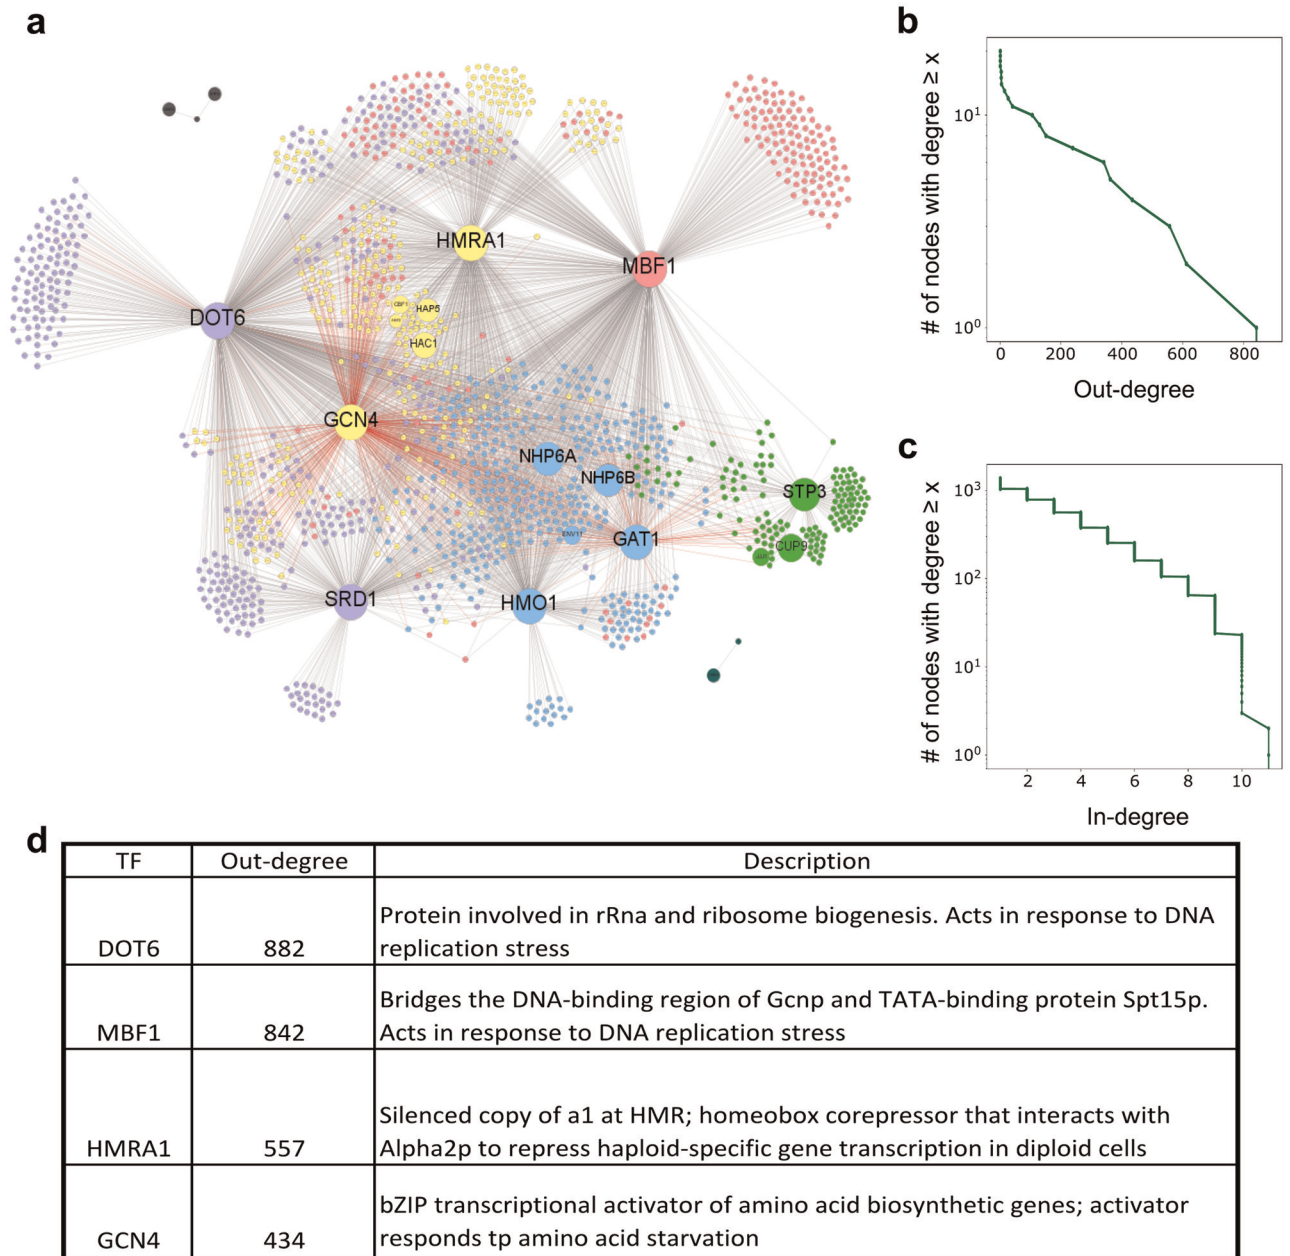 a
HMRA1
MBF1
DOT6
CBF1
HAP5
HAC1
GCN4
NHP6A
NHP6B
STP3
ENV11
GAT1
CUP9
SRD1
HMO1
b
# of nodes with degree ≥ x
10¹
10⁰
0 200 400 600 800
Out-degree
c
# of nodes with degree ≥ x
10³
10²
10¹
10⁰
2 4 6 8 10
In-degree
d
TF Out-degree Description
DOT6 882 Protein involved in rRna and ribosome biogenesis. Acts in response to DNA
replication stress
MBF1 842 Bridges the DNA-binding region of Gcnp and TATA-binding protein Spt15p.
Acts in response to DNA replication stress
HMRA1 557 Silenced copy of a1 at HMR; homeobox corepressor that interacts with
Alpha2p to repress haploid-specific gene transcription in diploid cells
GCN4 434 bZIP transcriptional activator of amino acid biosynthetic genes; activator
responds tp amino acid starvation